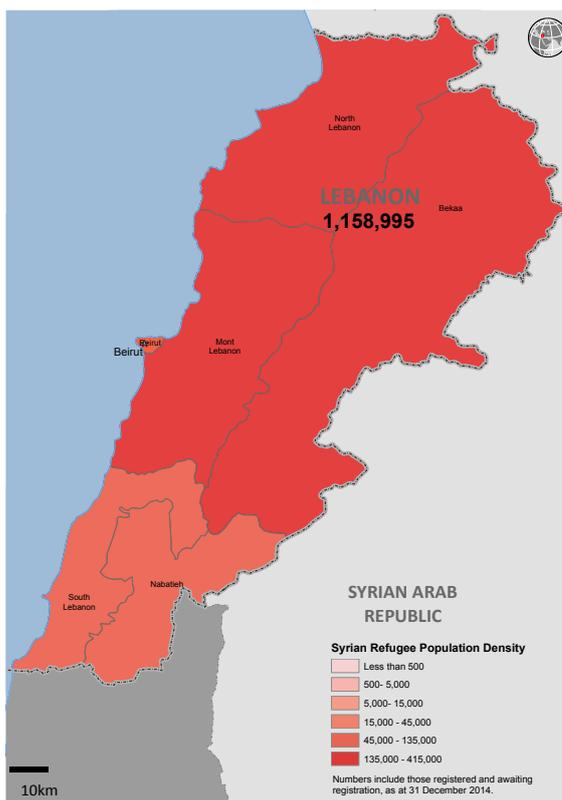 North
Lebanon
LEBANON
1,158,995
Bekaa
Beirut
Beirut
Mont
Lebanon
Nabatieh
South
Lebanon
SYRIAN ARAB
REPUBLIC
Syrian Refugee Population Density
Less than 500
500- 5,000
5,000- 15,000
15,000 - 45,000
45,000 - 135,000
135,000 - 415,000
Numbers include those registered and awaiting
registration, as at 31 December 2014.
10km